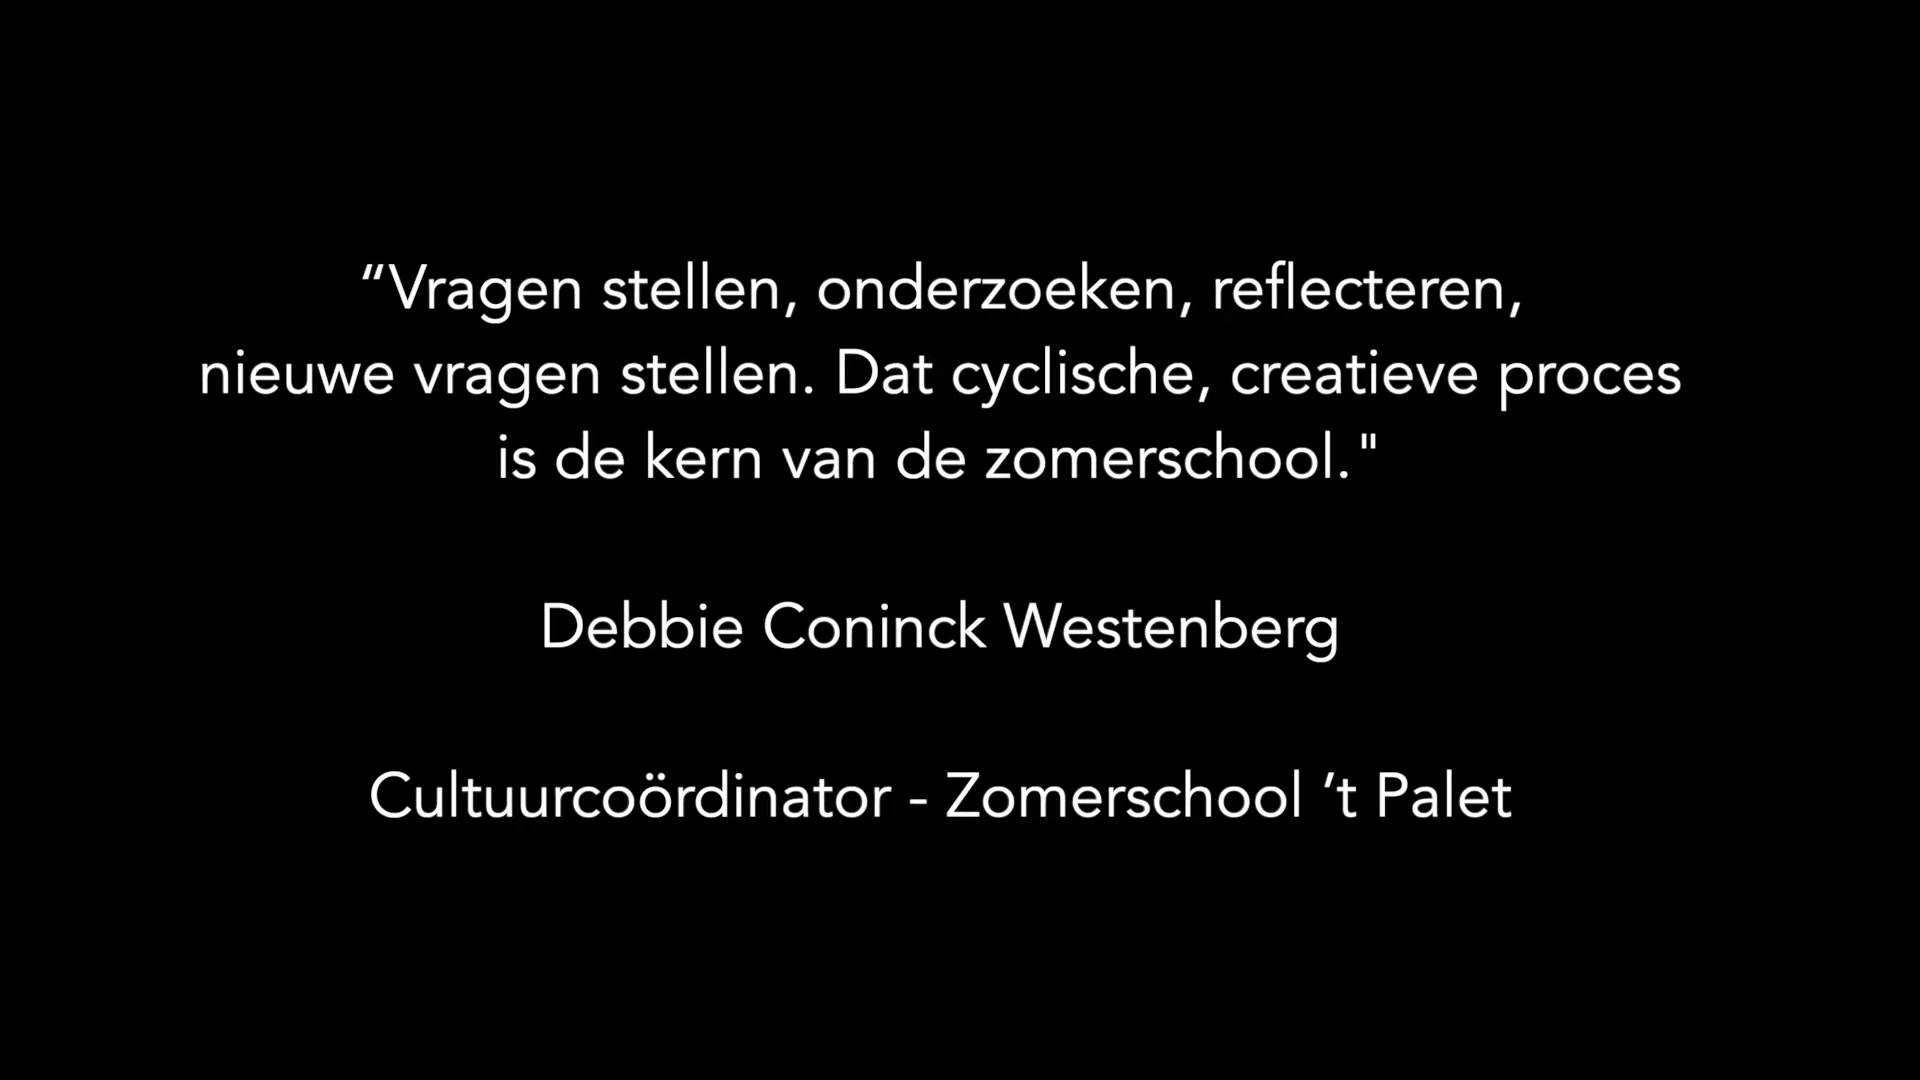 “Vragen stellen, onderzoeken, reflecteren,
nieuwe vragen stellen. Dat cyclische, creatieve proces
is de kern van de zomerschool."
Debbie Coninck Westenberg
Cultuurcoördinator - Zomerschool ’t Palet